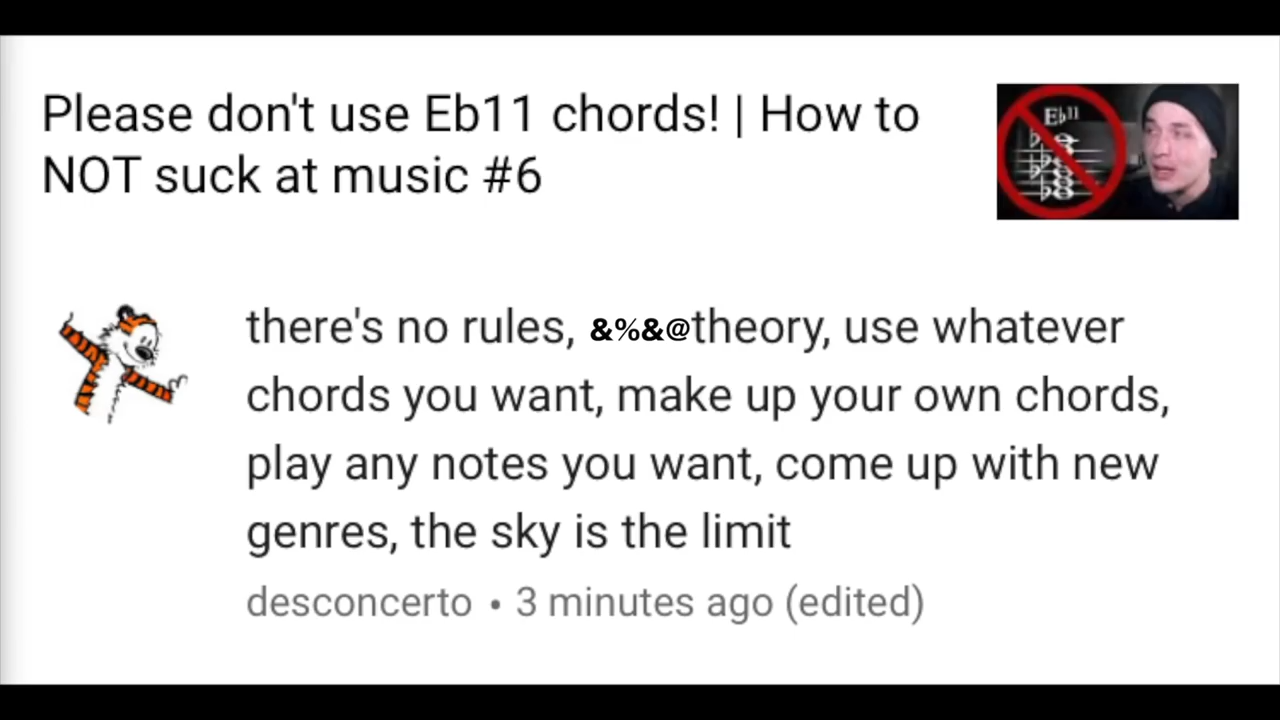 Please don't use Eb11 chords! | How to
NOT suck at music #6
Eb11
there's no rules, &%&@theory, use whatever
chords you want, make up your own chords,
play any notes you want, come up with new
genres, the sky is the limit
desconcerto • 3 minutes ago (edited)